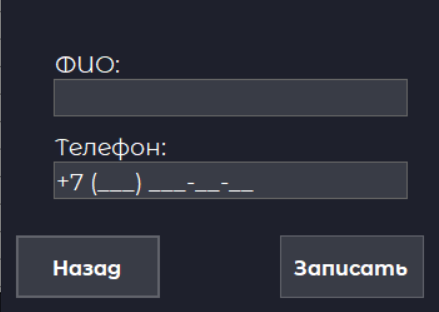 ФИО:
Телефон:
+7 (___) ___-__-__
Назад
Записать